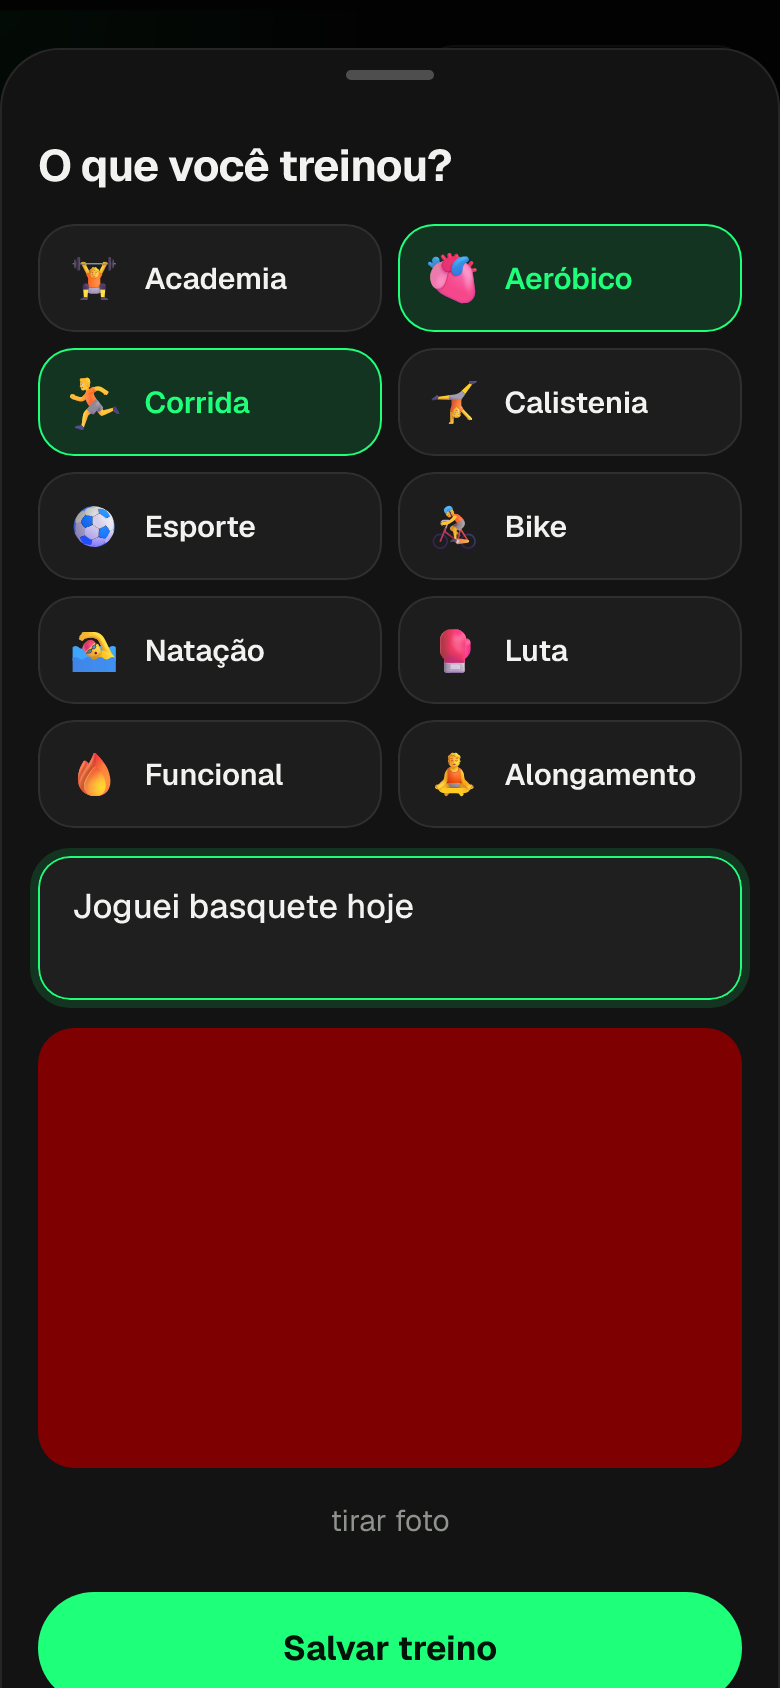 O que você treinou?
Academia
Aeróbico
Corrida
Calistenia
Esporte
Bike
Natação
Luta
Funcional
Alongamento
Joguei basquete hoje
tirar foto
Salvar treino